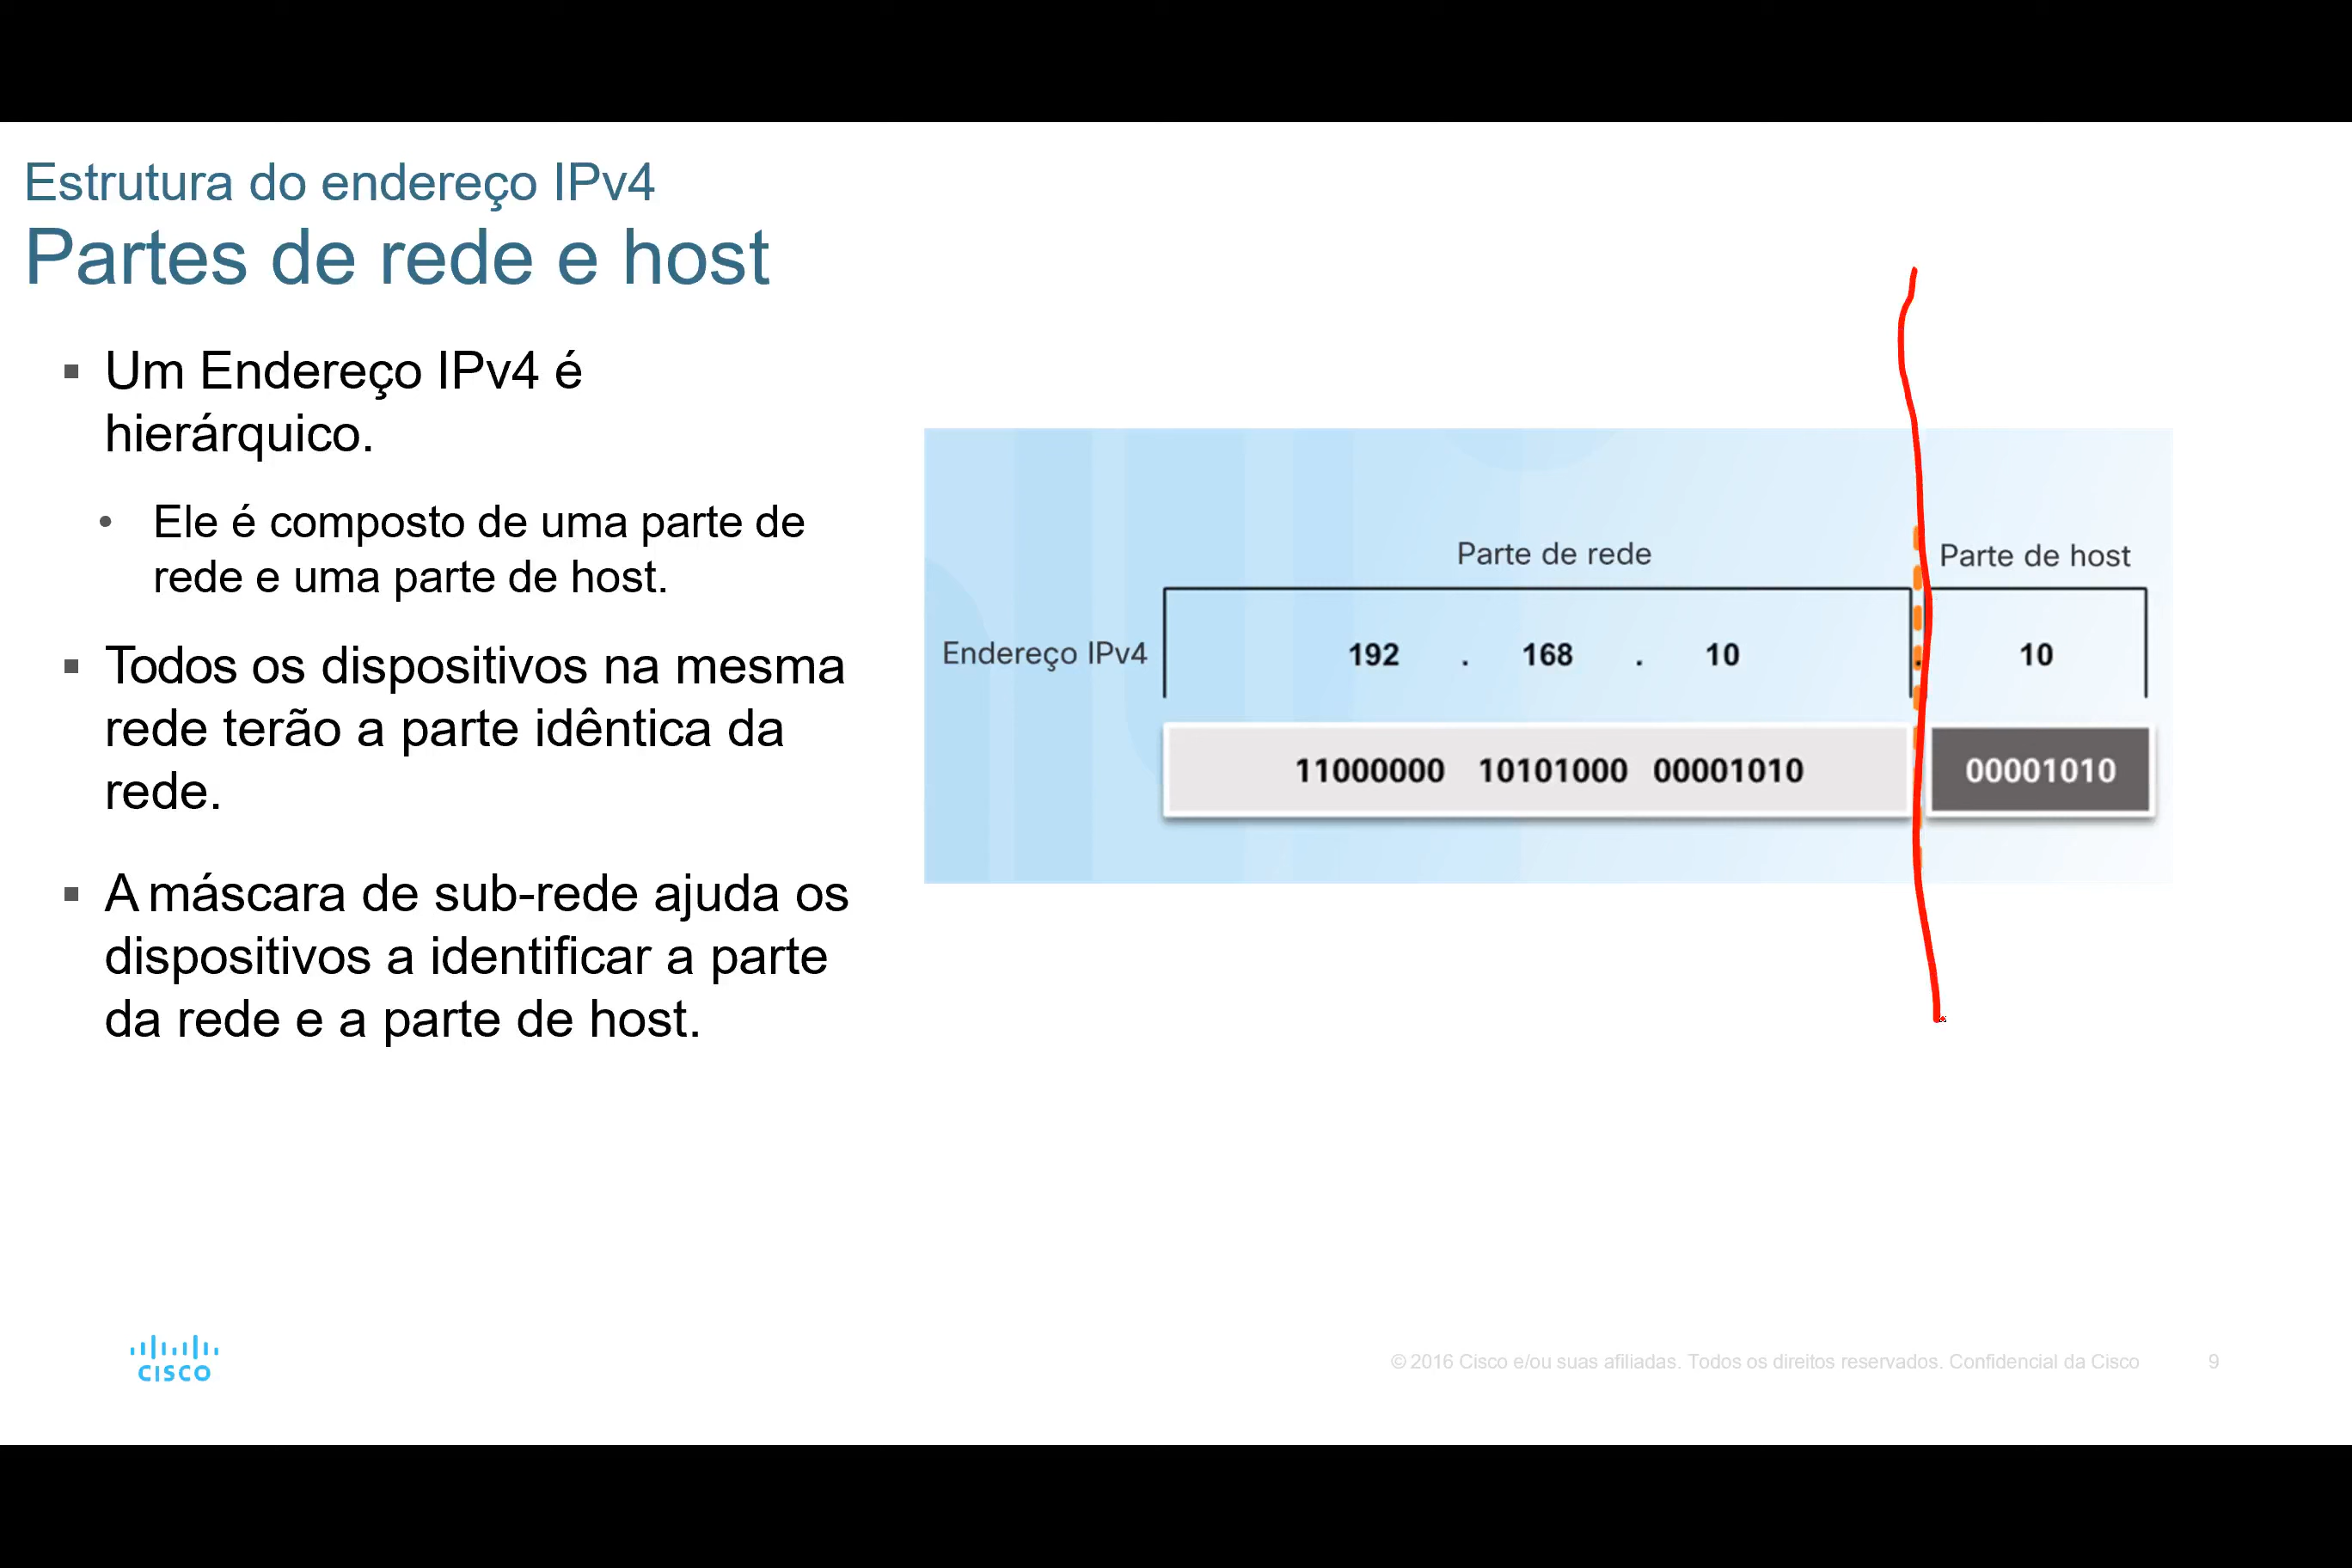 Estrutura do endereço IPv4
Partes de rede e host
▪ Um Endereço IPv4 é
hierárquico.
• Ele é composto de uma parte de
rede e uma parte de host.
▪ Todos os dispositivos na mesma
rede terão a parte idêntica da
rede.
▪ A máscara de sub-rede ajuda os
dispositivos a identificar a parte
da rede e a parte de host.
Parte de rede Parte de host
Endereço IPv4 192 . 168 . 10 . 10
11000000 10101000 00001010 00001010
CISCO
© 2016 Cisco e/ou suas afiliadas. Todos os direitos reservados. Confidencial da Cisco 9